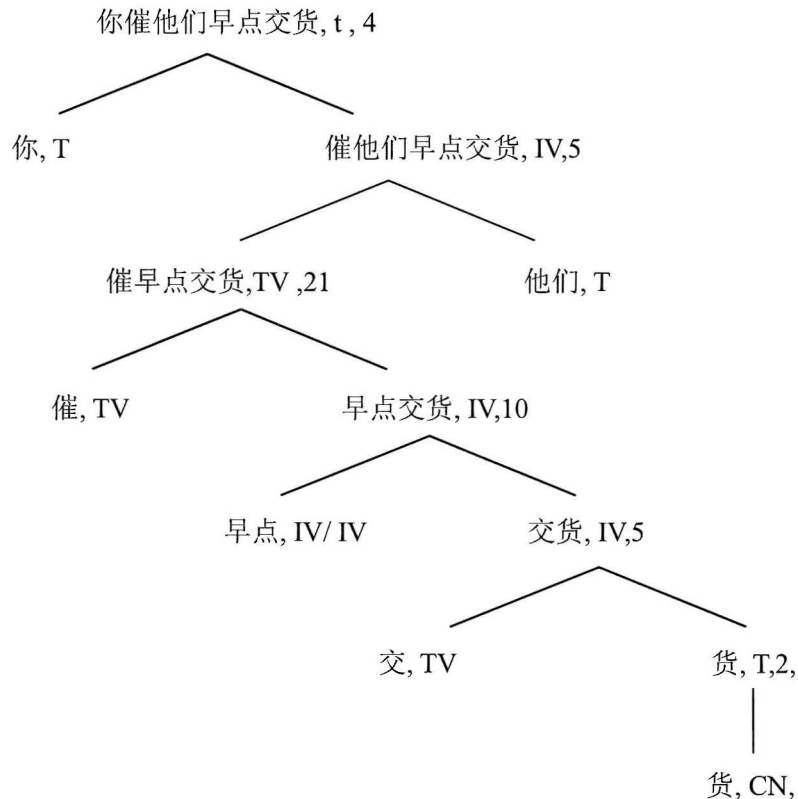 你催他们早点交货, t , 4
你, T
催他们早点交货, IV,5
催早点交货,TV ,21
他们, T
催, TV
早点交货, IV,10
早点, IV/ IV
交货, IV,5
交, TV
货, T,2,
货, CN,